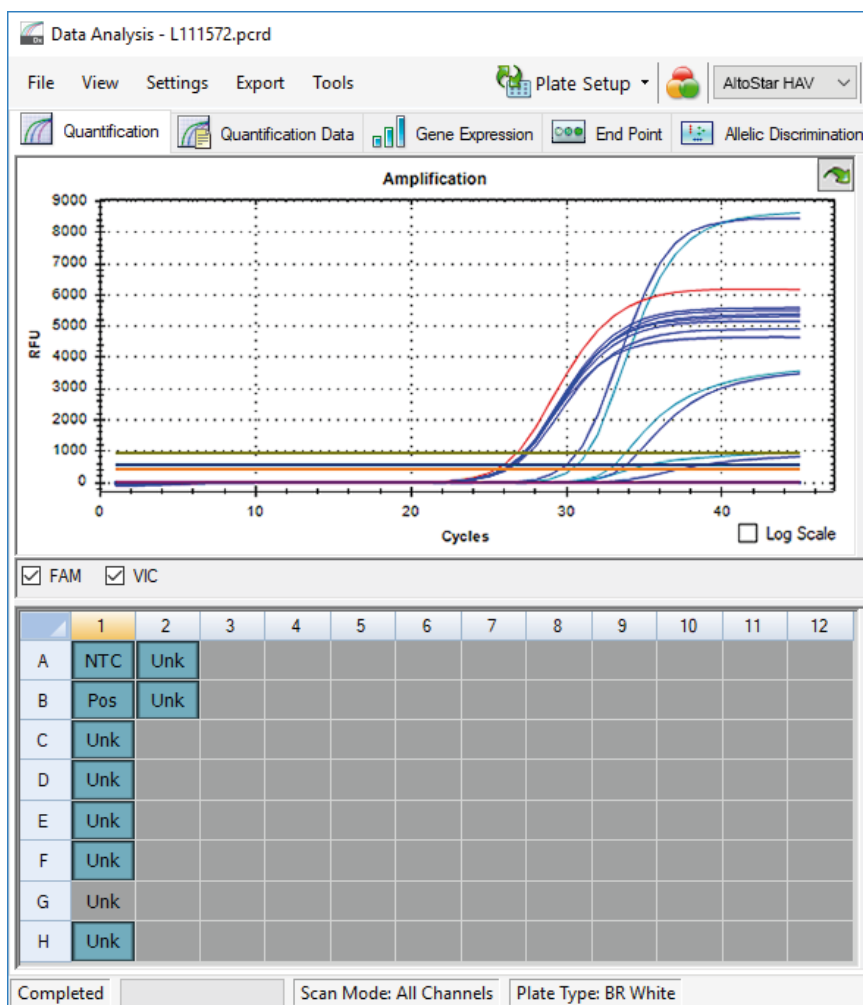 Data Analysis - L111572.pcrd
File View Settings Export Tools Plate Setup AltoStar HAV
Quantification Quantification Data Gene Expression End Point Allelic Discrimination
Amplification
9000
8000
7000
6000
5000
4000
3000
2000
1000
0
RFU
0 10 20 30 40
Cycles
Log Scale
FAM VIC
1 2 3 4 5 6 7 8 9 10 11 12
A NTC Unk
B Pos Unk
C Unk
D Unk
E Unk
F Unk
G Unk
H Unk
Completed Scan Mode: All Channels Plate Type: BR White